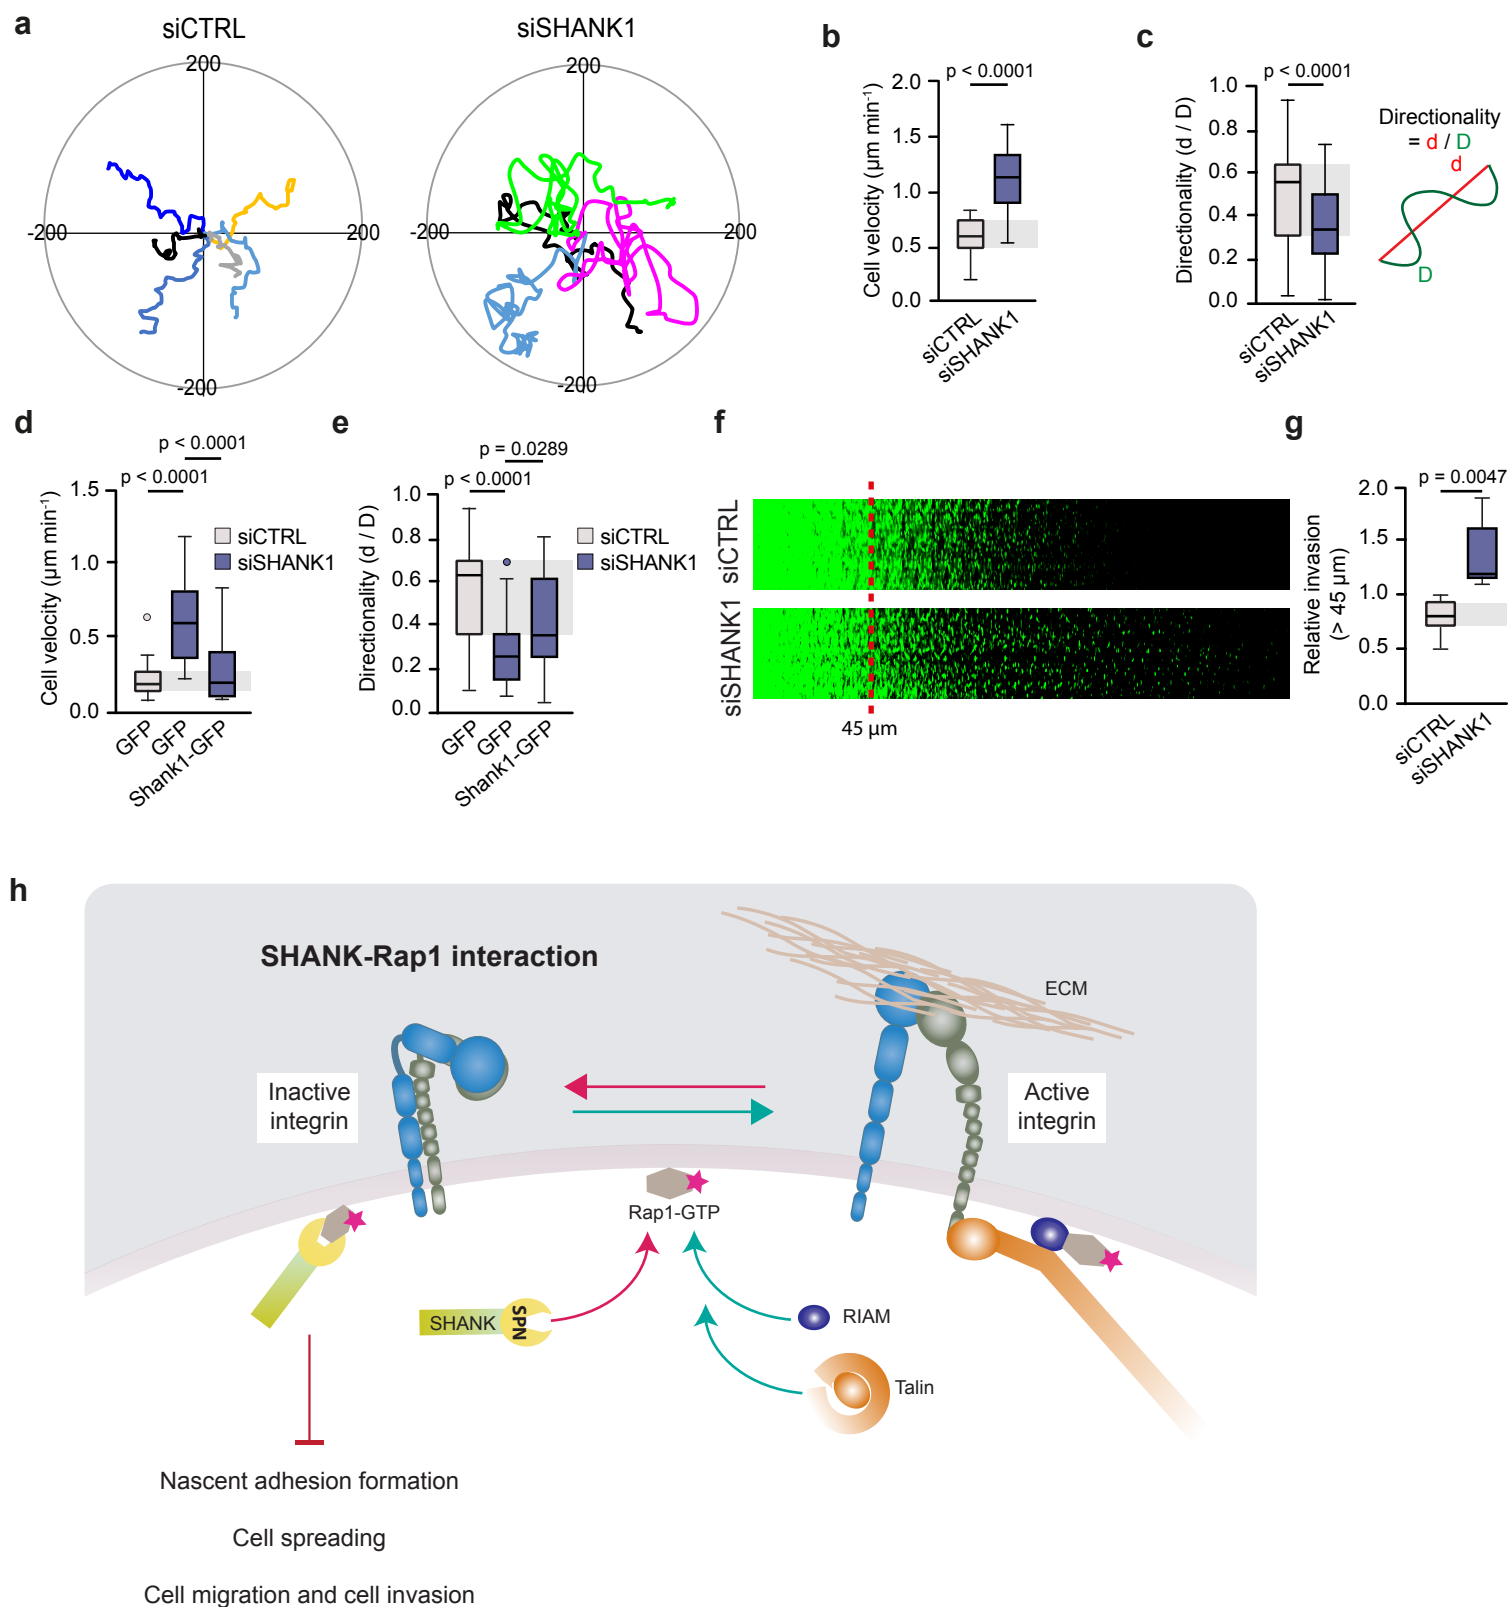 a
siCTRL
200
-200
200
-200
siSHANK1
200
-200
200
-200
b
p < 0.0001
Cell velocity (µm min⁻¹)
2.0
1.5
1.0
0.5
0.0
siCTRL
siSHANK1
c
p < 0.0001
Directionality (d / D)
1.0
0.8
0.6
0.4
0.2
0.0
siCTRL
siSHANK1
Directionality
= d / D
d
D
d
p < 0.0001
p < 0.0001
Cell velocity (µm min⁻¹)
1.5
1.0
0.5
0.0
siCTRL
siSHANK1
GFP
GFP
Shank1-GFP
e
p = 0.0289
p < 0.0001
Directionality (d / D)
1.0
0.8
0.6
0.4
0.2
0.0
siCTRL
siSHANK1
GFP
GFP
Shank1-GFP
f
siCTRL
siSHANK1
45 µm
g
p = 0.0047
Relative invasion
(> 45 µm)
2.0
1.5
1.0
0.5
0.0
siCTRL
siSHANK1
h
SHANK-Rap1 interaction
ECM
Inactive
integrin
Active
integrin
Rap1-GTP
SHANK
SPN
RIAM
Talin
Nascent adhesion formation
Cell spreading
Cell migration and cell invasion